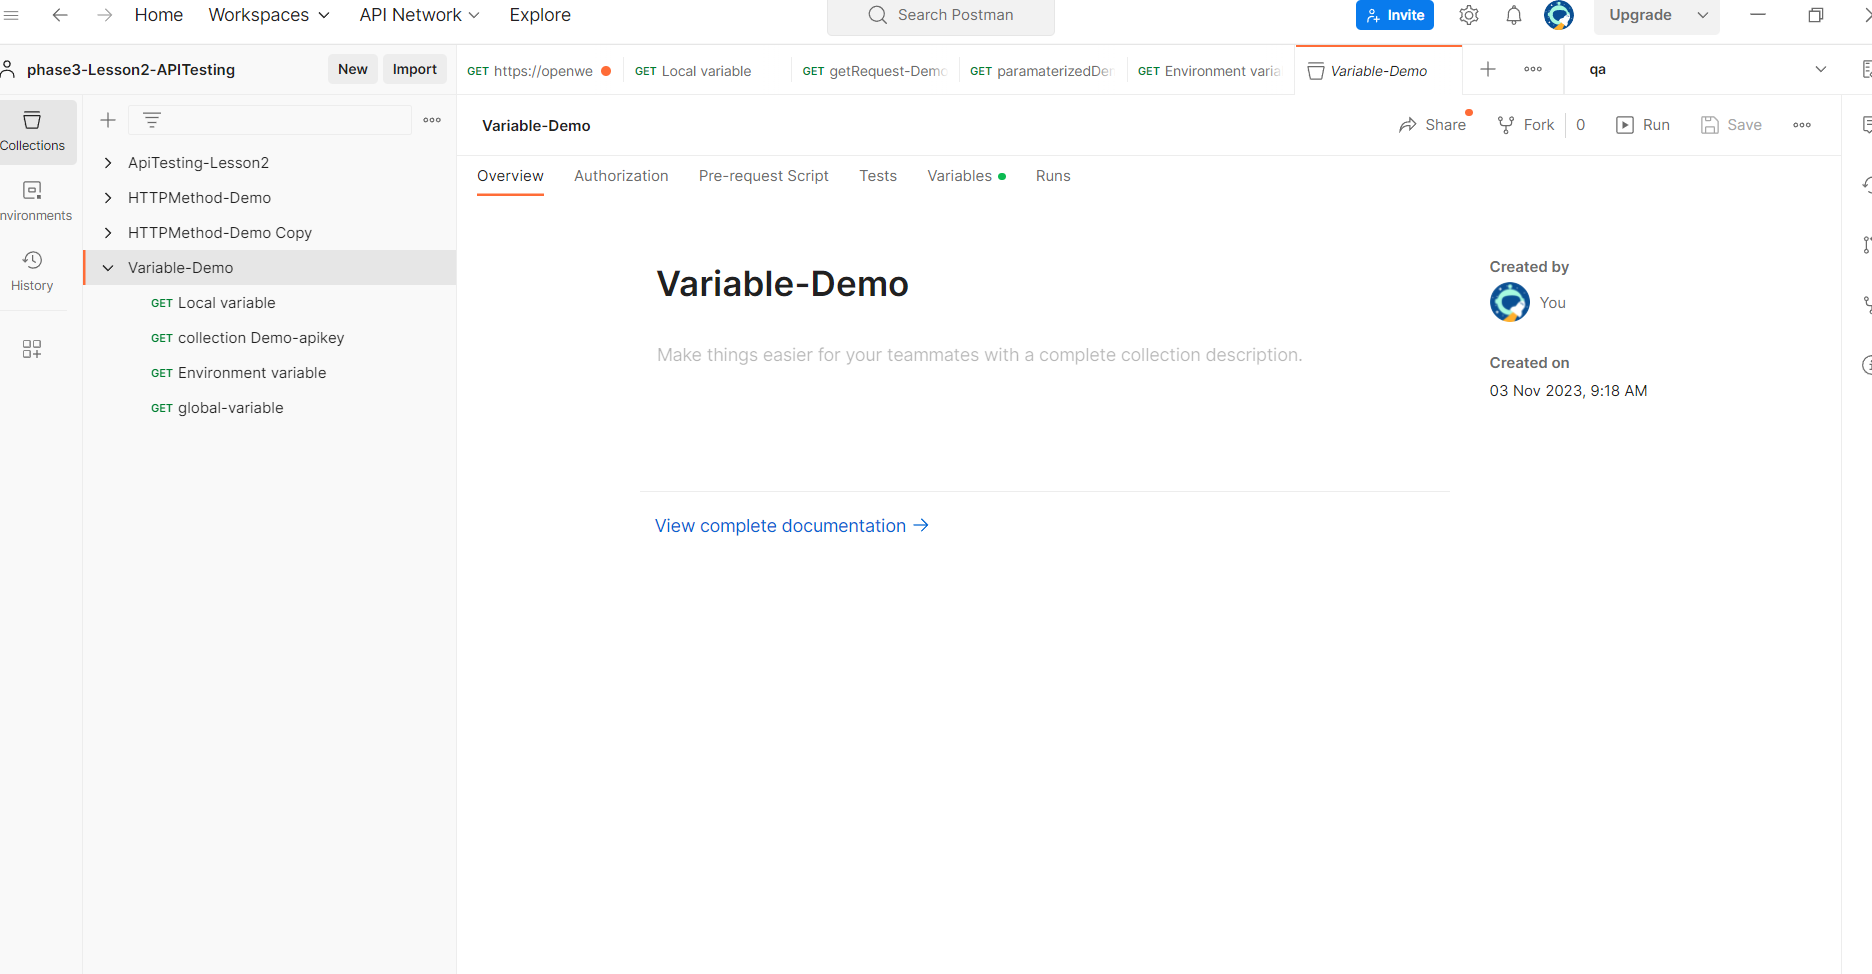 Home Workspaces API Network Explore Search Postman Invite Upgrade
phase3-Lesson2-APITesting New Import GET https://openwe GET Local variable GET getRequest-Demo GET paramaterizedDer GET Environment varia Variable-Demo qa
Collections
Variable-Demo Share Fork 0 Run Save
ApiTesting-Lesson2
Overview Authorization Pre-request Script Tests Variables Runs
HTTPMethod-Demo
nvironments
HTTPMethod-Demo Copy
Variable-Demo
History
GET Local variable
GET collection Demo-apikey
GET Environment variable
GET global-variable
Variable-Demo
Make things easier for your teammates with a complete collection description.
View complete documentation
Created by
You
Created on
03 Nov 2023, 9:18 AM